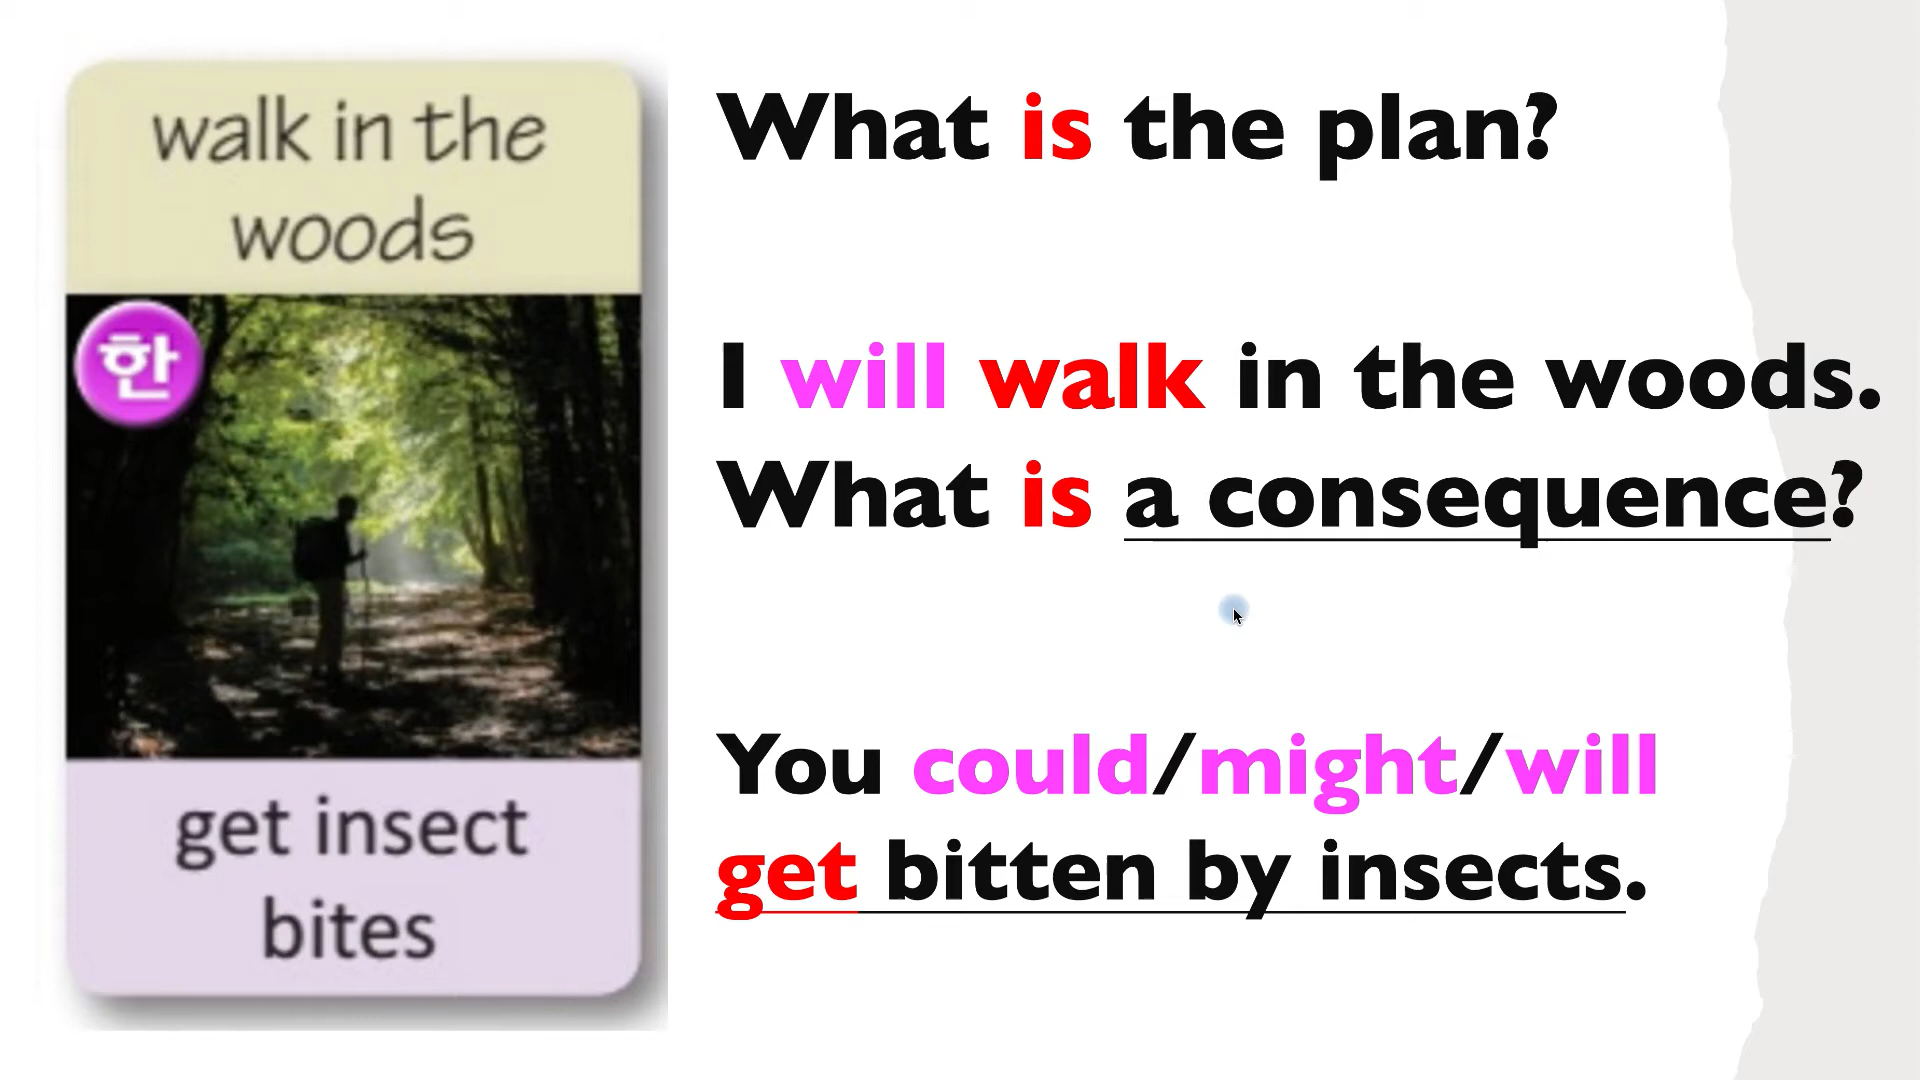 walk in the
woods
한
get insect
bites
What is the plan?
I will walk in the woods.
What is a consequence?
You could/might/will
get bitten by insects.